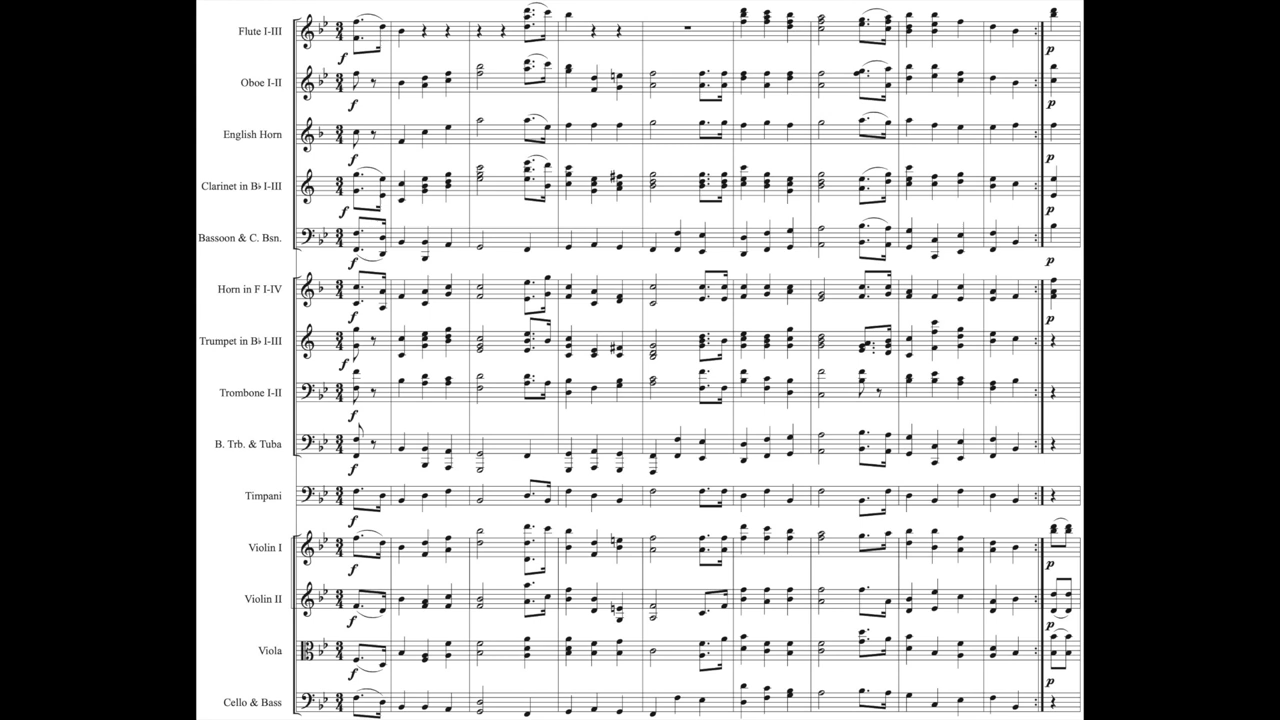 Flute I-III
f
p
Oboe I-II
f
p
English Horn
f
p
Clarinet in B♭ I-III
f
p
Bassoon & C. Bsn.
f
p
Horn in F I-IV
f
p
Trumpet in B♭ I-III
f
Trombone I-II
f
B. Trb. & Tuba
f
Timpani
f
Violin I
f
p
Violin II
f
p
Viola
f
p
Cello & Bass